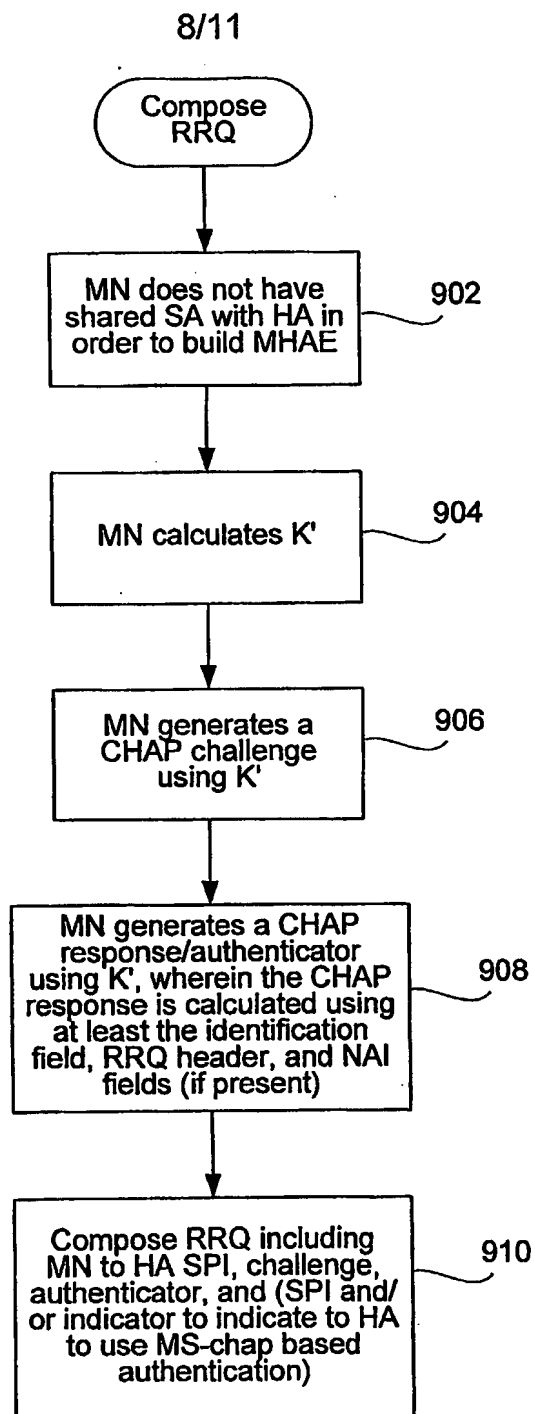 8/11
Compose
RRQ
MN does not have
shared SA with HA in
order to build MHAE
902
MN calculates K'
904
MN generates a
CHAP challenge
using K'
906
MN generates a CHAP
response/authenticator
using K', wherein the CHAP
response is calculated using
at least the identification
field, RRQ header, and NAI
fields (if present)
908
Compose RRQ including
MN to HA SPI, challenge,
authenticator, and (SPI and/
or indicator to indicate to HA
to use MS-chap based
authentication)
910